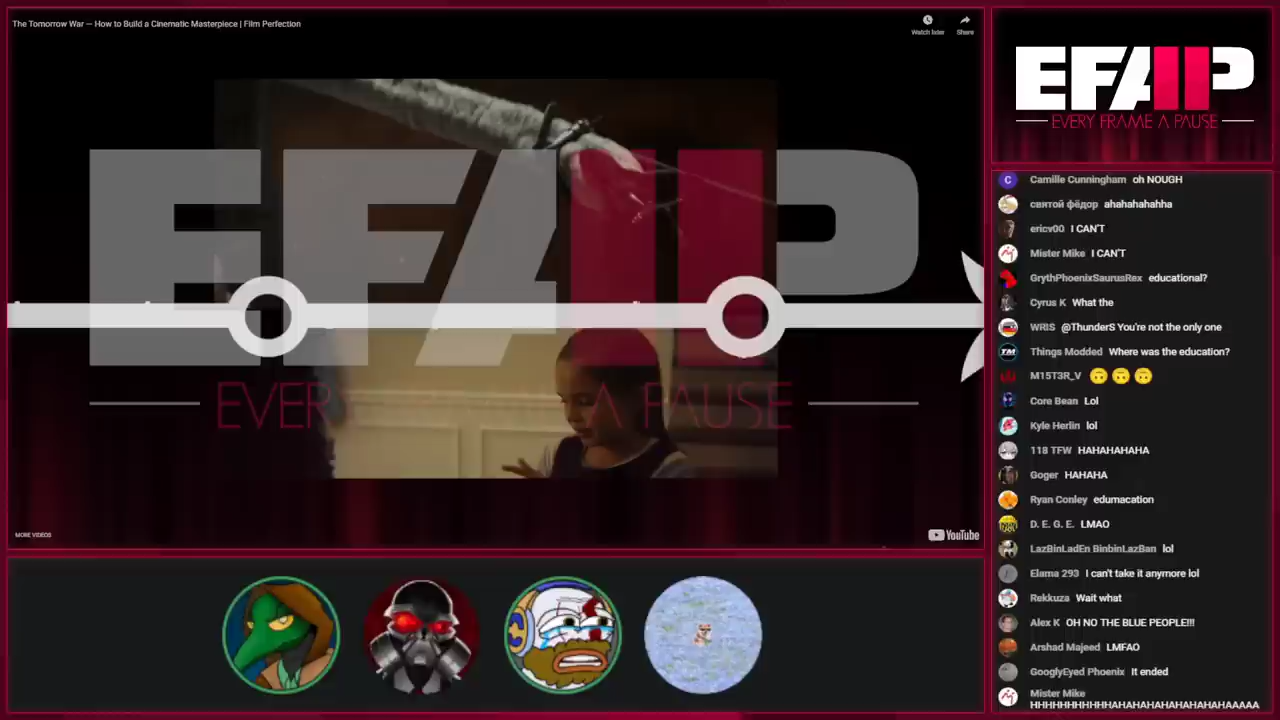 The Tomorrow War — How to Build a Cinematic Masterpiece | Film Perfection
Watch later
Share
EFAP
EVERY FRAME A PAUSE
MORE VIDEOS
YouTube
EFAP
EVERY FRAME A PAUSE
C
Camille Cunningham oh NOUGH
святой фёдор ahahahahahha
ericv00 I CAN'T
Mister Mike I CAN'T
GrythPhoenixSaurusRex educational?
Cyrus K What the
WRIS @ThunderS You're not the only one
TM
Things Modded Where was the education?
M15T3R_V 🙃 🙃 🙃
Core Bean Lol
Kyle Herlin lol
118 TFW HAHAHAHAHA
Goger HAHAHA
Ryan Conley edumacation
D. E. G. E. LMAO
LazBinLadEn BinbinLazBan lol
Elama 293 I can't take it anymore lol
Rekkuza Wait what
Alex K OH NO THE BLUE PEOPLE!!!
Arshad Majeed LMFAO
GooglyEyed Phoenix It ended
Mister Mike
HHHHHHHHHHHAHAHAHAHAHAHAHAHAAAAA